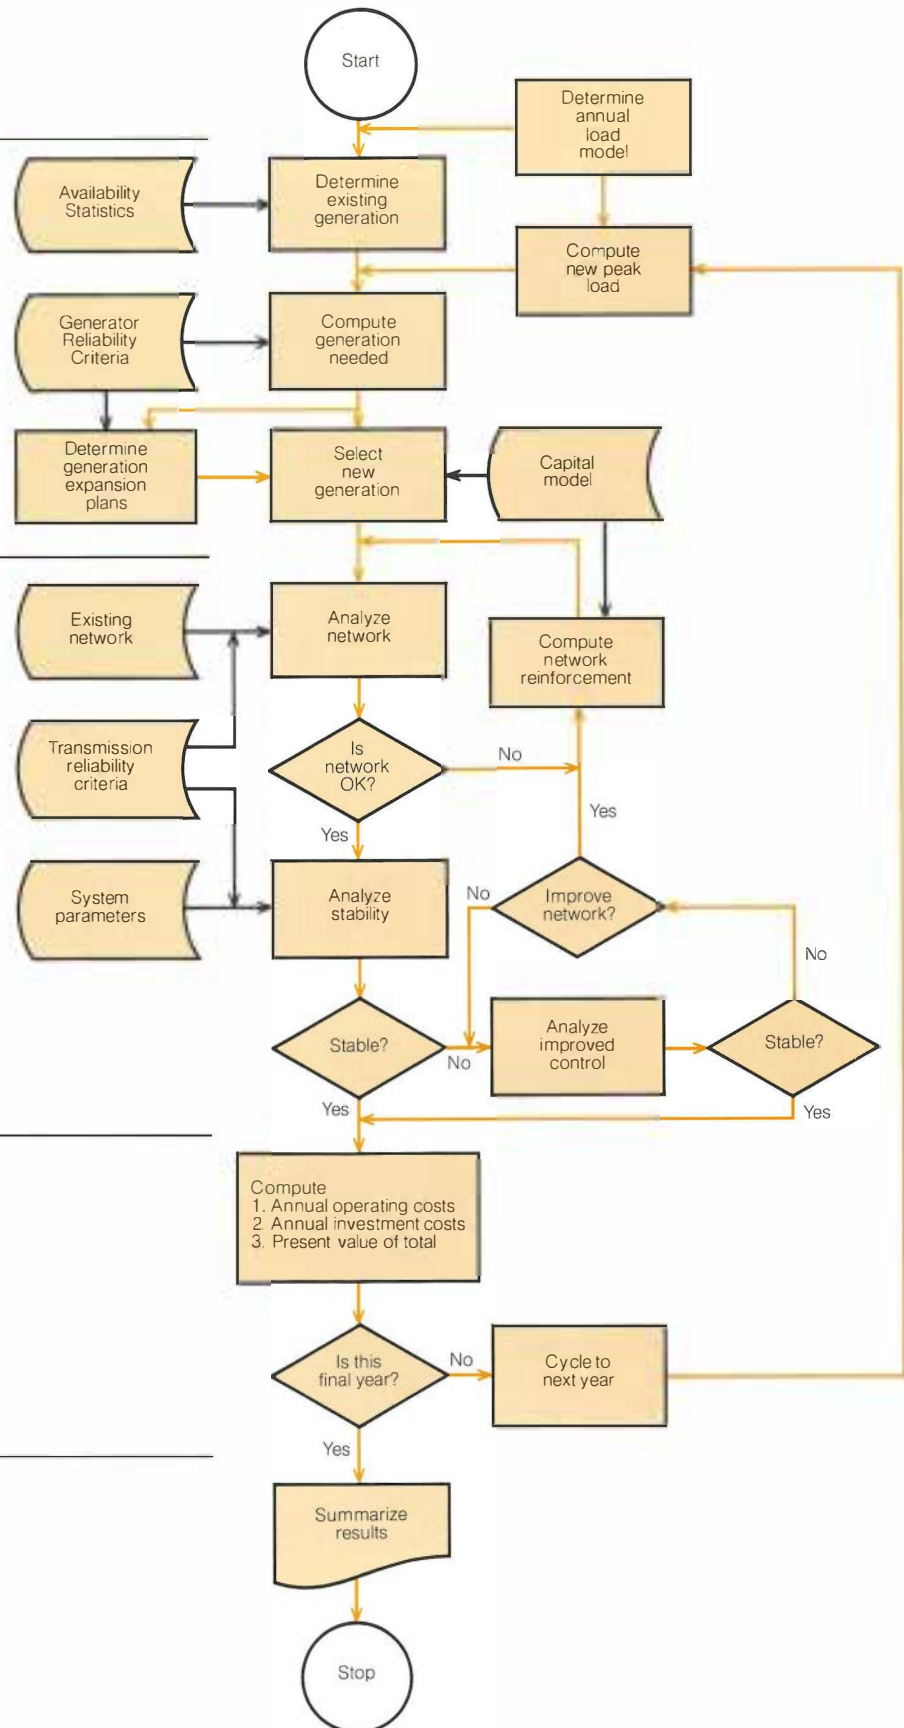 Start
Determine
annual
load
model
Availability
Statistics
Determine
existing
generation
Compute
new peak
load
Generator
Reliability
Criteria
Compute
generation
needed
Determine
generation
expansion
plans
Select
new
generation
Capital
model
Existing
network
Analyze
network
Compute
network
reinforcement
Transmission
reliability
criteria
Is
network
OK?
No
Yes
Yes
System
parameters
Analyze
stability
No
Improve
network?
No
Stable?
No
Analyze
improved
control
Stable?
Yes
Yes
Compute
1. Annual operating costs
2. Annual investment costs
3. Present value of total
Is this
final year?
No
Cycle to
next year
Yes
Summarize
results
Stop